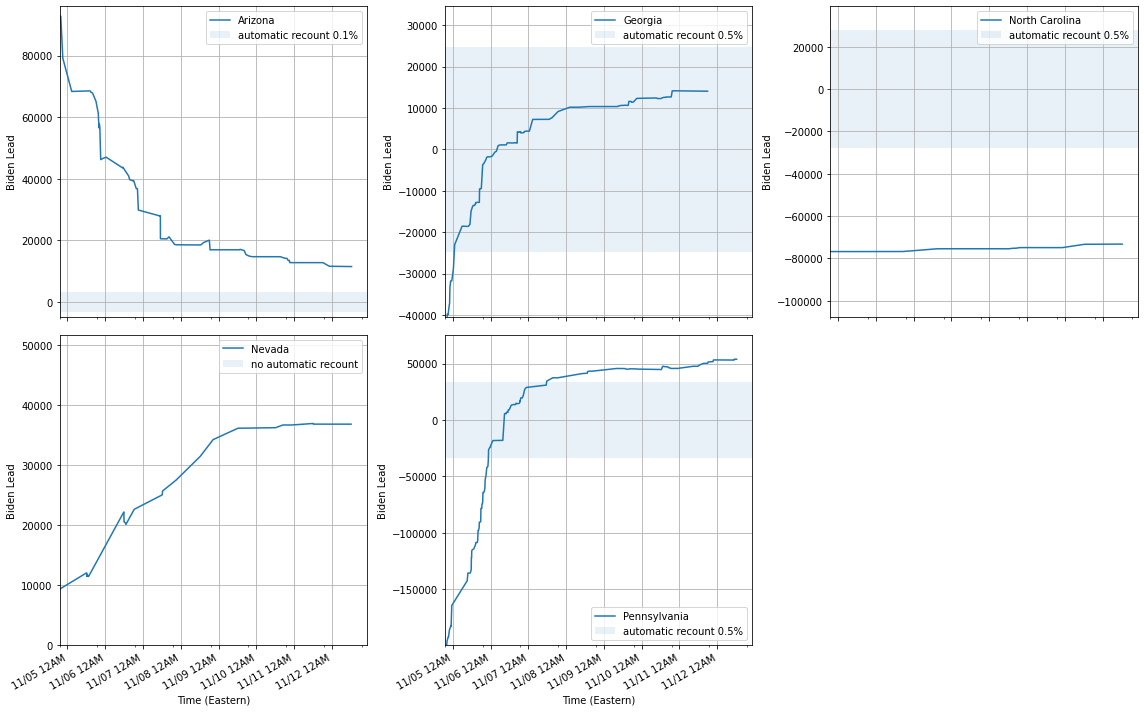 Arizona
automatic recount 0.1%
80000
60000
40000
20000
0
Biden Lead
Georgia
automatic recount 0.5%
30000
20000
10000
0
−10000
−20000
−30000
−40000
Biden Lead
North Carolina
automatic recount 0.5%
20000
0
−20000
−40000
−60000
−80000
−100000
Biden Lead
Nevada
no automatic recount
50000
40000
30000
20000
10000
0
Biden Lead
11/05 12AM
11/06 12AM
11/07 12AM
11/08 12AM
11/09 12AM
11/10 12AM
11/11 12AM
11/12 12AM
Time (Eastern)
50000
0
−50000
−100000
−150000
Biden Lead
Pennsylvania
automatic recount 0.5%
11/05 12AM
11/06 12AM
11/07 12AM
11/08 12AM
11/09 12AM
11/10 12AM
11/11 12AM
11/12 12AM
Time (Eastern)